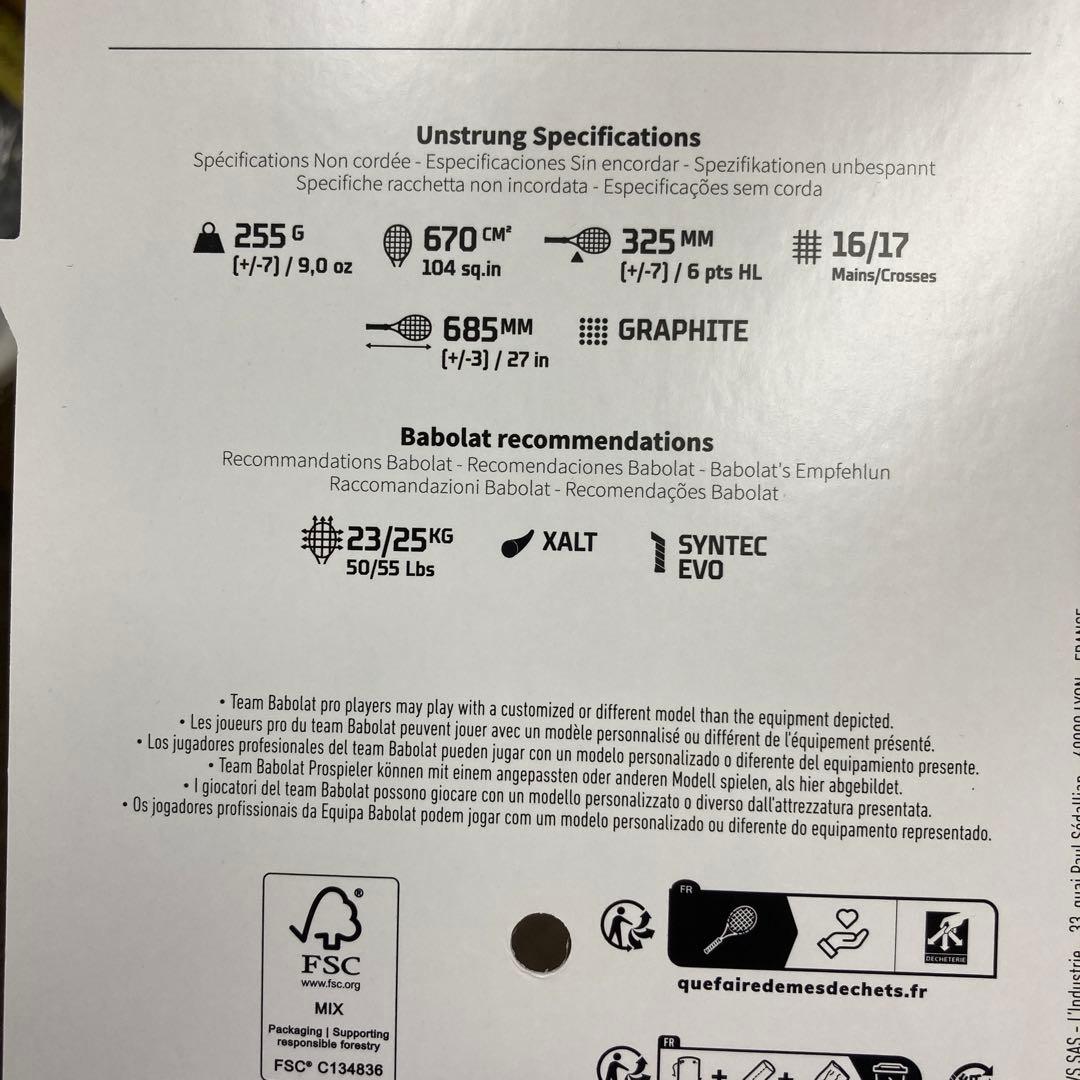 Unstrung Specifications
Spécifications Non cordée - Especificaciones Sin encordar - Spezifikationen unbespannt
Specifiche racchetta non incordata - Especificações sem corda
255 G
(+/-7) / 9,0 oz
670 CM²
104 sq.in
325 MM
(+/-7) / 6 pts HL
16/17
Mains/Crosses
685 MM
(+/-3) / 27 in
GRAPHITE
Babolat recommendations
Recommandations Babolat - Recomendaciones Babolat - Babolat's Empfehlun
Raccomandazioni Babolat - Recomendações Babolat
23/25 KG
50/55 Lbs
XALT
SYNTEC
EVO
• Team Babolat pro players may play with a customized or different model than the equipment depicted.
• Les joueurs pro du team Babolat peuvent jouer avec un modèle personnalisé ou différent de l'équipement présenté.
• Los jugadores profesionales del team Babolat pueden jugar con un modelo personalizado o diferente del equipamiento presente.
• Team Babolat Prospieler können mit einem angepassten oder anderen Modell spielen, als hier abgebildet.
• I giocatori del team Babolat possono giocare con un modello personalizzato o diverso dall'attrezzatura presentata.
• Os jogadores profissionais da Equipa Babolat podem jogar com um modelo personalizado ou diferente do equipamento representado.
FSC®
www.fsc.org
MIX
Packaging | Supporting
responsible forestry
FSC® C134836
FR
DECHETERIE
quefairedemesdechets.fr
FR
VS SAS - L'Industrie 33 quai Paul LYON FRANCE